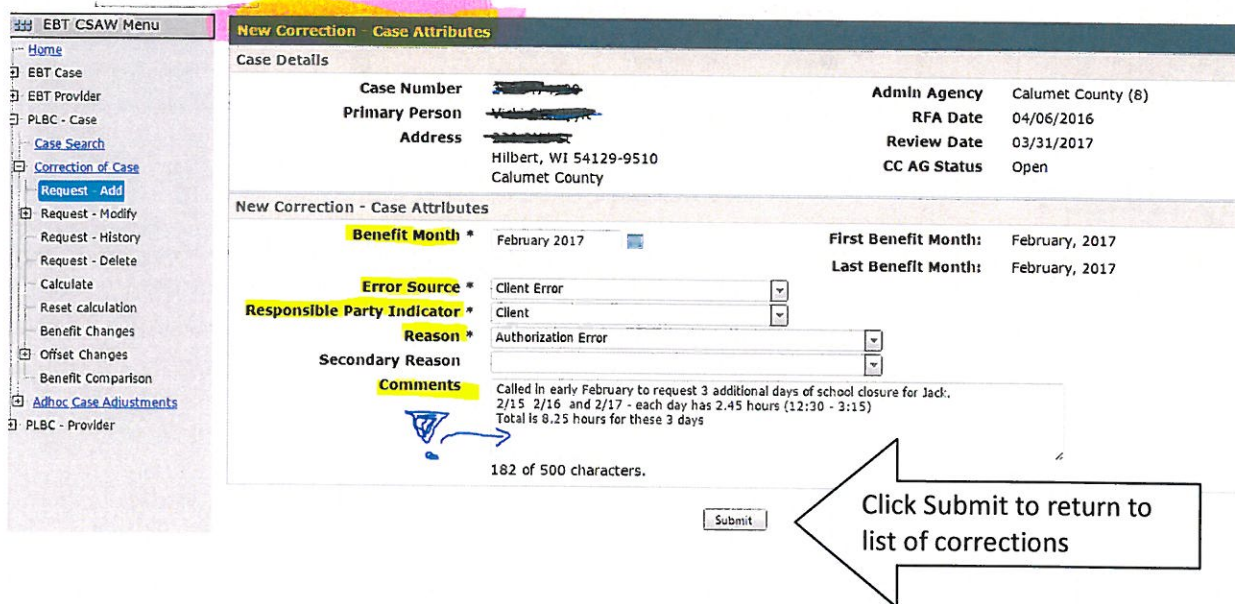 EBT CSAW Menu
Home
EBT Case
EBT Provider
PLBC - Case
Case Search
Correction of Case
Request - Add
Request - Modify
Request - History
Request - Delete
Calculate
Reset calculation
Benefit Changes
Offset Changes
Benefit Comparison
Adhoc Case Adjustments
PLBC - Provider
New Correction - Case Attributes
Case Details
Case Number
Admin Agency Calumet County (8)
Primary Person
RFA Date 04/06/2016
Address
Review Date 03/31/2017
Hilbert, WI 54129-9510
CC AG Status Open
Calumet County
New Correction - Case Attributes
Benefit Month * February 2017
First Benefit Month: February, 2017
Last Benefit Month: February, 2017
Error Source * Client Error
Responsible Party Indicator * Client
Reason * Authorization Error
Secondary Reason
Comments
Called in early February to request 3 additional days of school closure for Jack.
2/15 2/16 and 2/17 - each day has 2.45 hours (12:30 - 3:15)
Total is 8.25 hours for these 3 days
182 of 500 characters.
Submit
Click Submit to return to
list of corrections